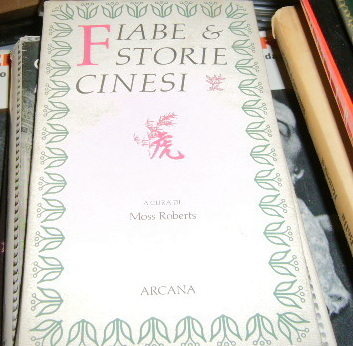 FIABE &
STORIE
CINESI
虎
A CURA DI
Moss Roberts
ARCANA